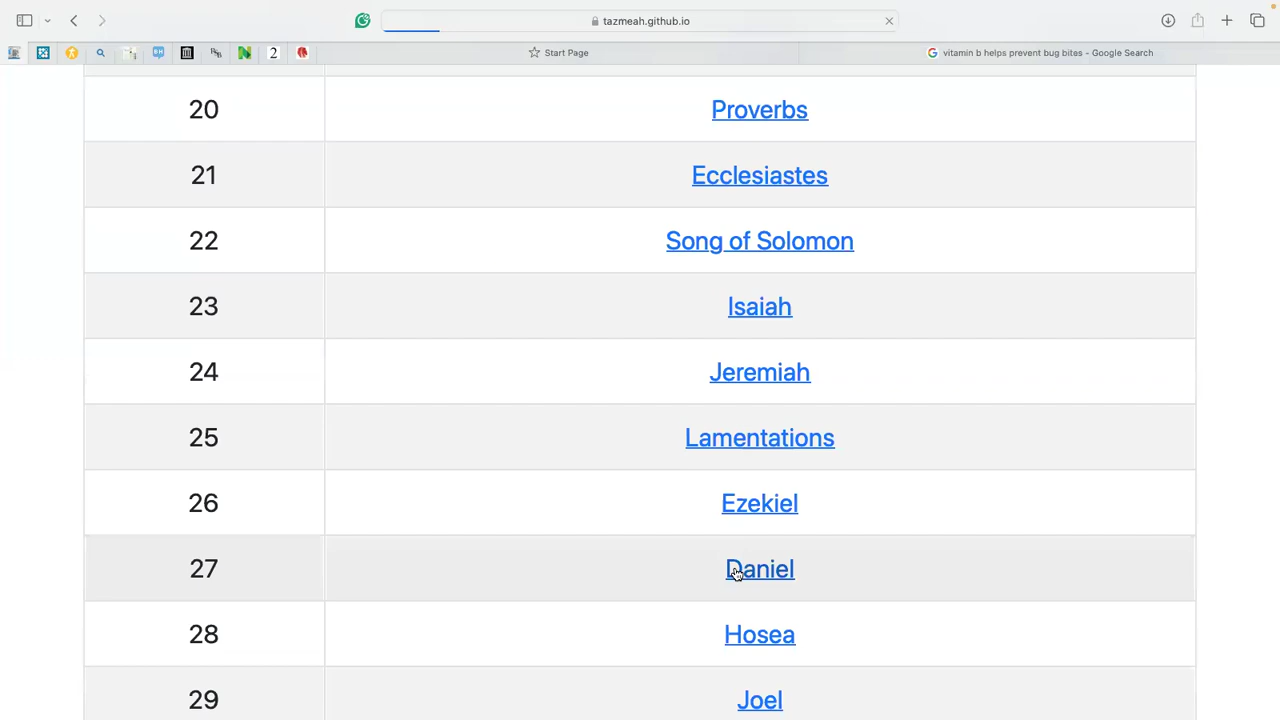 tazmeah.github.io
2
Start Page
vitamin b helps prevent bug bites - Google Search
20 Proverbs
21 Ecclesiastes
22 Song of Solomon
23 Isaiah
24 Jeremiah
25 Lamentations
26 Ezekiel
27 Daniel
28 Hosea
29 Joel